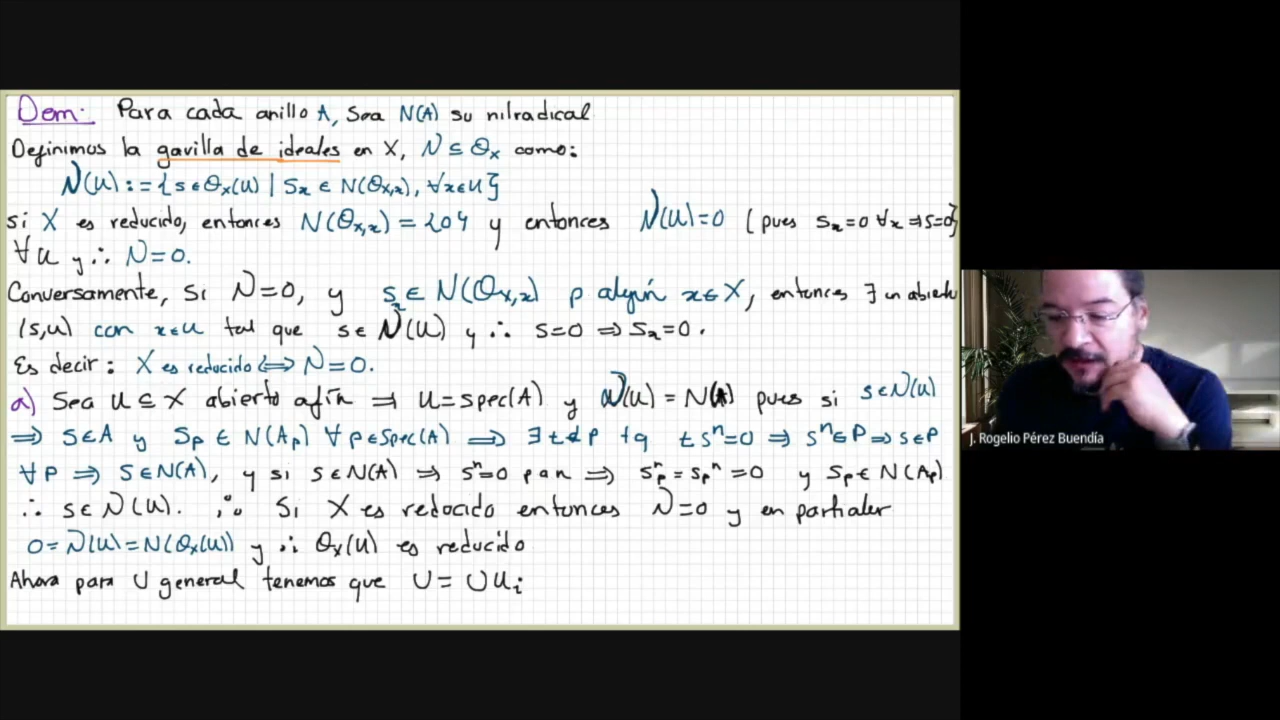 Dem: Para cada anillo A, Sea N(A) su nilradical
Definimos la gavilla de ideales en X, 𝒩 ⊆ 𝒪_X como:
𝒩(U) := {s ∈ 𝒪_X(U) | S_x ∈ N(𝒪_{X,x}), ∀x∈U}
si X es reducido, entonces N(𝒪_{X,x}) = {0} y entonces 𝒩(U)=0 (pues S_x=0 ∀x ⇒ S=0)
∀U y ∴ 𝒩=0.
Conversamente, si 𝒩=0, y s_x ∈ N(𝒪_{X,x}) p algún x∈X, entonces ∃ un abierto
(s,U) con x∈U tal que s∈𝒩(U) y ∴ s=0 ⇒ S_x=0.
Es decir: X es reducido ⟺ 𝒩=0.
a) Sea U ⊆ X abierto afín ⇒ U=spec(A) y 𝒩(U) = N(A) pues si s∈𝒩(U)
⇒ s∈A y S_p ∈ N(A_p) ∀p∈Spec(A) ⇒ ∃t∉p tq ts^n=0 ⇒ s^n∈P ⇒ s∈P
∀P ⇒ s∈N(A), y si s∈N(A) ⇒ s^n=0 p a n ⇒ s_p^n = s_p^n = 0 y S_p∈N(A_p)
∴ s∈𝒩(U). ∴ Si X es reducido entonces 𝒩=0 y en partialer
0=𝒩(U)=N(𝒪_X(U)) y ∴ 𝒪_X(U) es reducido
Ahora para U general tenemos que U = ∪U_i
J. Rogelio Pérez Buendía